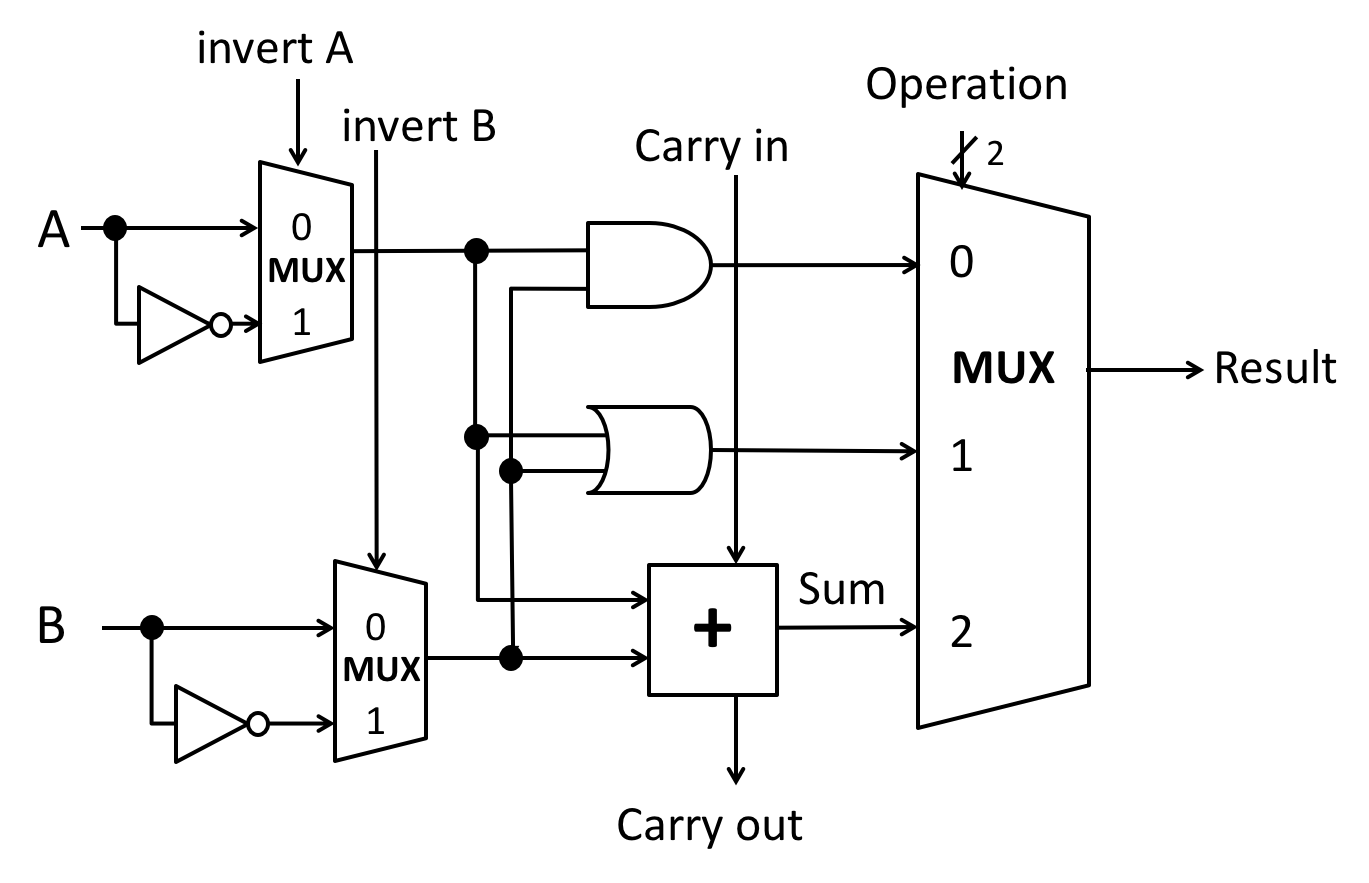 invert A
invert B
Carry in
Operation
2
A
0
MUX
1
0
MUX
1
2
Result
Sum
B
0
MUX
1
+
Carry out